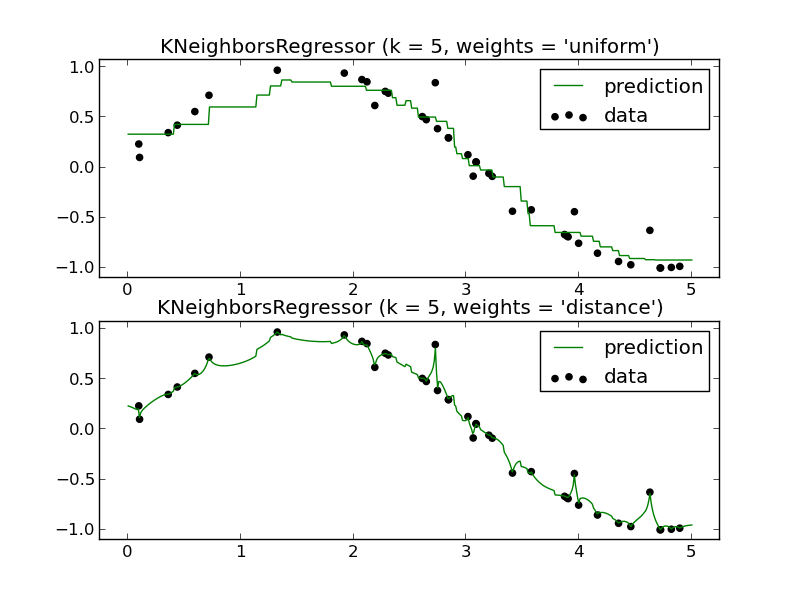 KNeighborsRegressor (k = 5, weights = 'uniform')
1.0
0.5
0.0
−0.5
−1.0
prediction
data
0 1 2 3 4 5
KNeighborsRegressor (k = 5, weights = 'distance')
1.0
0.5
0.0
−0.5
−1.0
prediction
data
0 1 2 3 4 5